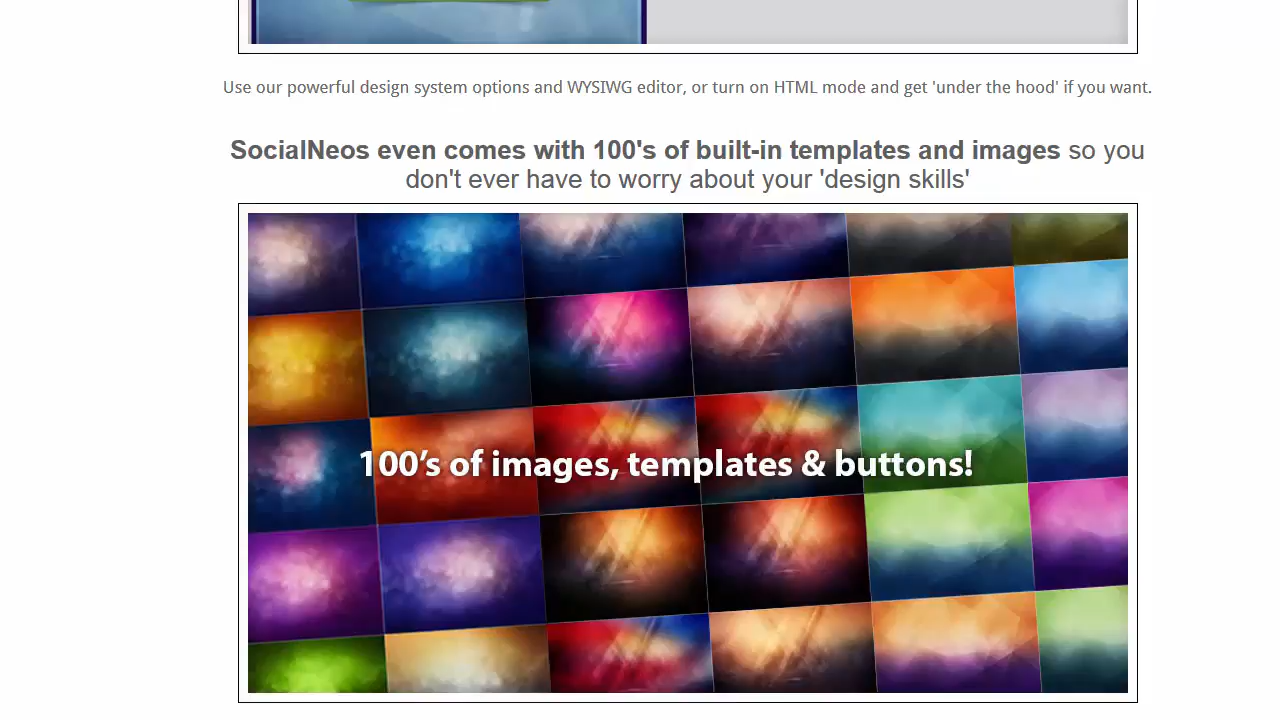 Use our powerful design system options and WYSIWG editor, or turn on HTML mode and get 'under the hood' if you want.
SocialNeos even comes with 100's of built-in templates and images so you
don't ever have to worry about your 'design skills'
100’s of images, templates & buttons!